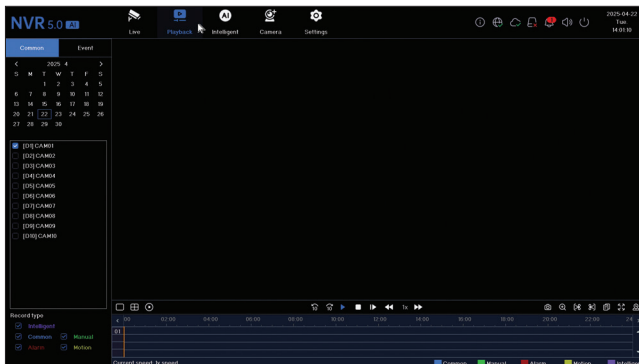 NVR 5.0 AI
Live
Playback
Intelligent
AI
Camera
Settings
2025-04-22
Tue
14:01:10
Common Event
< 2025 4 >
S M T W T F S
1 2 3 4 5
6 7 8 9 10 11 12
13 14 15 16 17 18 19
20 21 22 23 24 25 26
27 28 29 30
[D1] CAM01
[D2] CAM02
[D3] CAM03
[D4] CAM04
[D5] CAM05
[D6] CAM06
[D7] CAM07
[D8] CAM08
[D9] CAM09
[D10] CAM10
Record type
Intelligent
Common Manual
Alarm Motion
1x
:00 02:00 04:00 06:00 08:00 10:00 12:00 14:00 16:00 18:00 20:00 22:00 24
01
Current speed 1x speed
Common Manual Alarm Motion Intellig